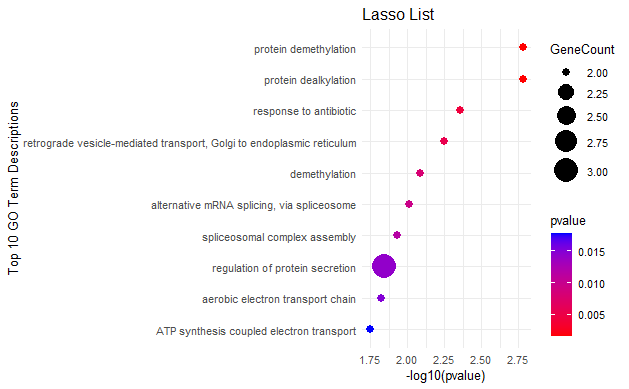 Lasso List
Top 10 GO Term Descriptions
protein demethylation
protein dealkylation
response to antibiotic
retrograde vesicle-mediated transport, Golgi to endoplasmic reticulum
demethylation
alternative mRNA splicing, via spliceosome
spliceosomal complex assembly
regulation of protein secretion
aerobic electron transport chain
ATP synthesis coupled electron transport
1.75 2.00 2.25 2.50 2.75
-log10(pvalue)
GeneCount
2.00
2.25
2.50
2.75
3.00
pvalue
0.015
0.010
0.005